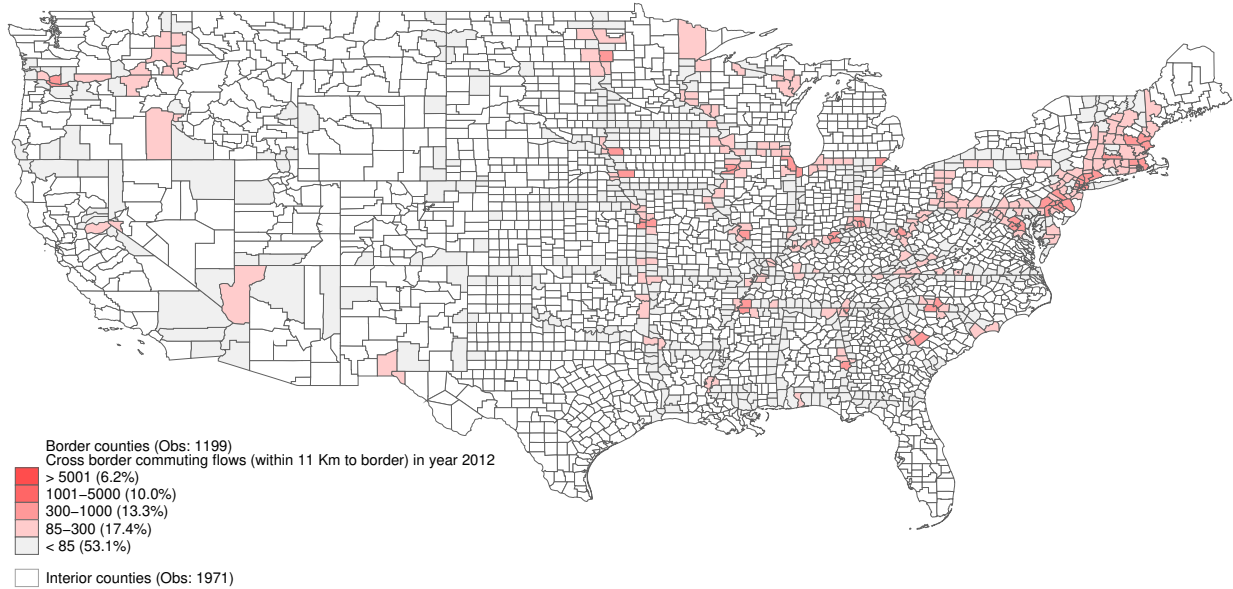 Border counties (Obs: 1199)
Cross border commuting flows (within 11 Km to border) in year 2012
> 5001 (6.2%)
1001−5000 (10.0%)
300−1000 (13.3%)
85−300 (17.4%)
< 85 (53.1%)
Interior counties (Obs: 1971)